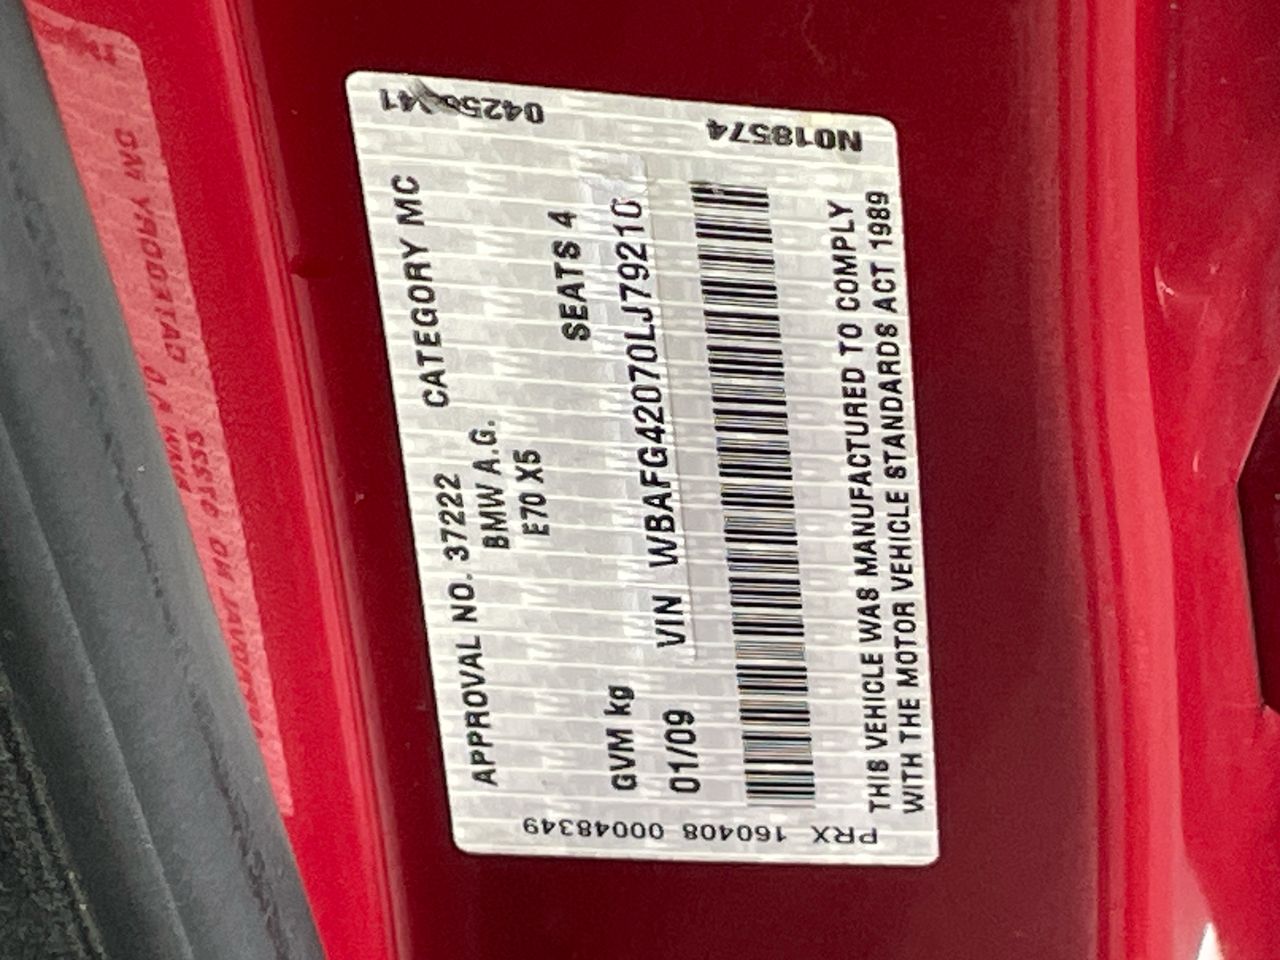 APPROVAL NO. 37222 CATEGORY MC
BMW A.G.
E70 X5
SEATS 4
GVM kg
01/09 VIN WBAFG42070LJ79210
THIS VEHICLE WAS MANUFACTURED TO COMPLY
WITH THE MOTOR VEHICLE STANDARDS ACT 1989
PRX 160408 00048349
N018574